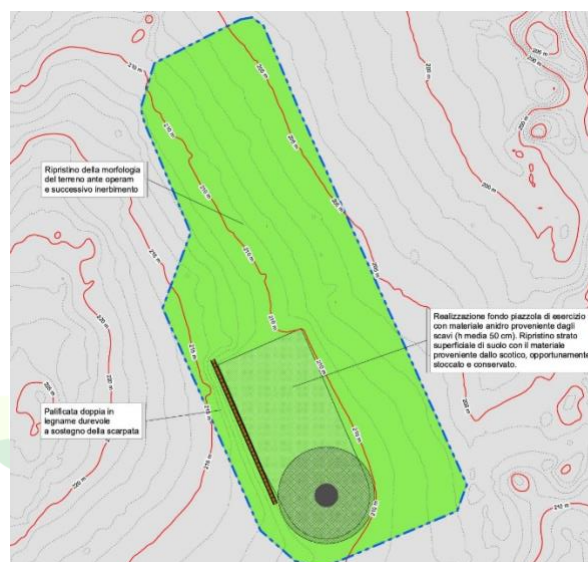 Ripristino della morfologia
del terreno ante operam
e successivo inerbimento
Realizzazione fondo piazzola di esercizio
con materiale anidro proveniente dagli
scavi (h media 50 cm). Ripristino strato
superficiale di suolo con il materiale
proveniente dallo scotico, opportunamente
stoccato e conservato.
Palificata doppia in
legname durevole
a sostegno della scarpata